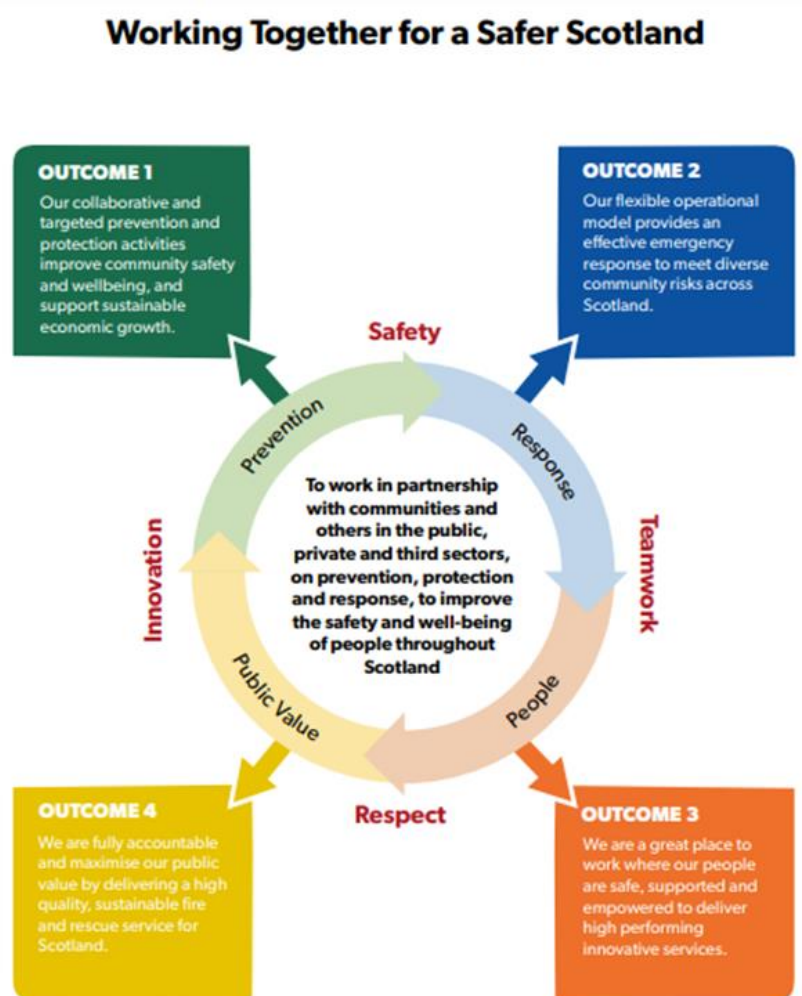 Working Together for a Safer Scotland
OUTCOME 1
Our collaborative and
targeted prevention and
protection activities
improve community safety
and wellbeing, and
support sustainable
economic growth.
OUTCOME 2
Our flexible operational
model provides an
effective emergency
response to meet diverse
community risks across
Scotland.
Safety
Prevention
Response
Innovation
To work in partnership
with communities and
others in the public,
private and third sectors,
on prevention, protection
and response, to improve
the safety and well-being
of people throughout
Scotland
Teamwork
Public Value
People
Respect
OUTCOME 4
We are fully accountable
and maximise our public
value by delivering a high
quality, sustainable fire
and rescue service for
Scotland.
OUTCOME 3
We are a great place to
work where our people
are safe, supported and
empowered to deliver
high performing
innovative services.